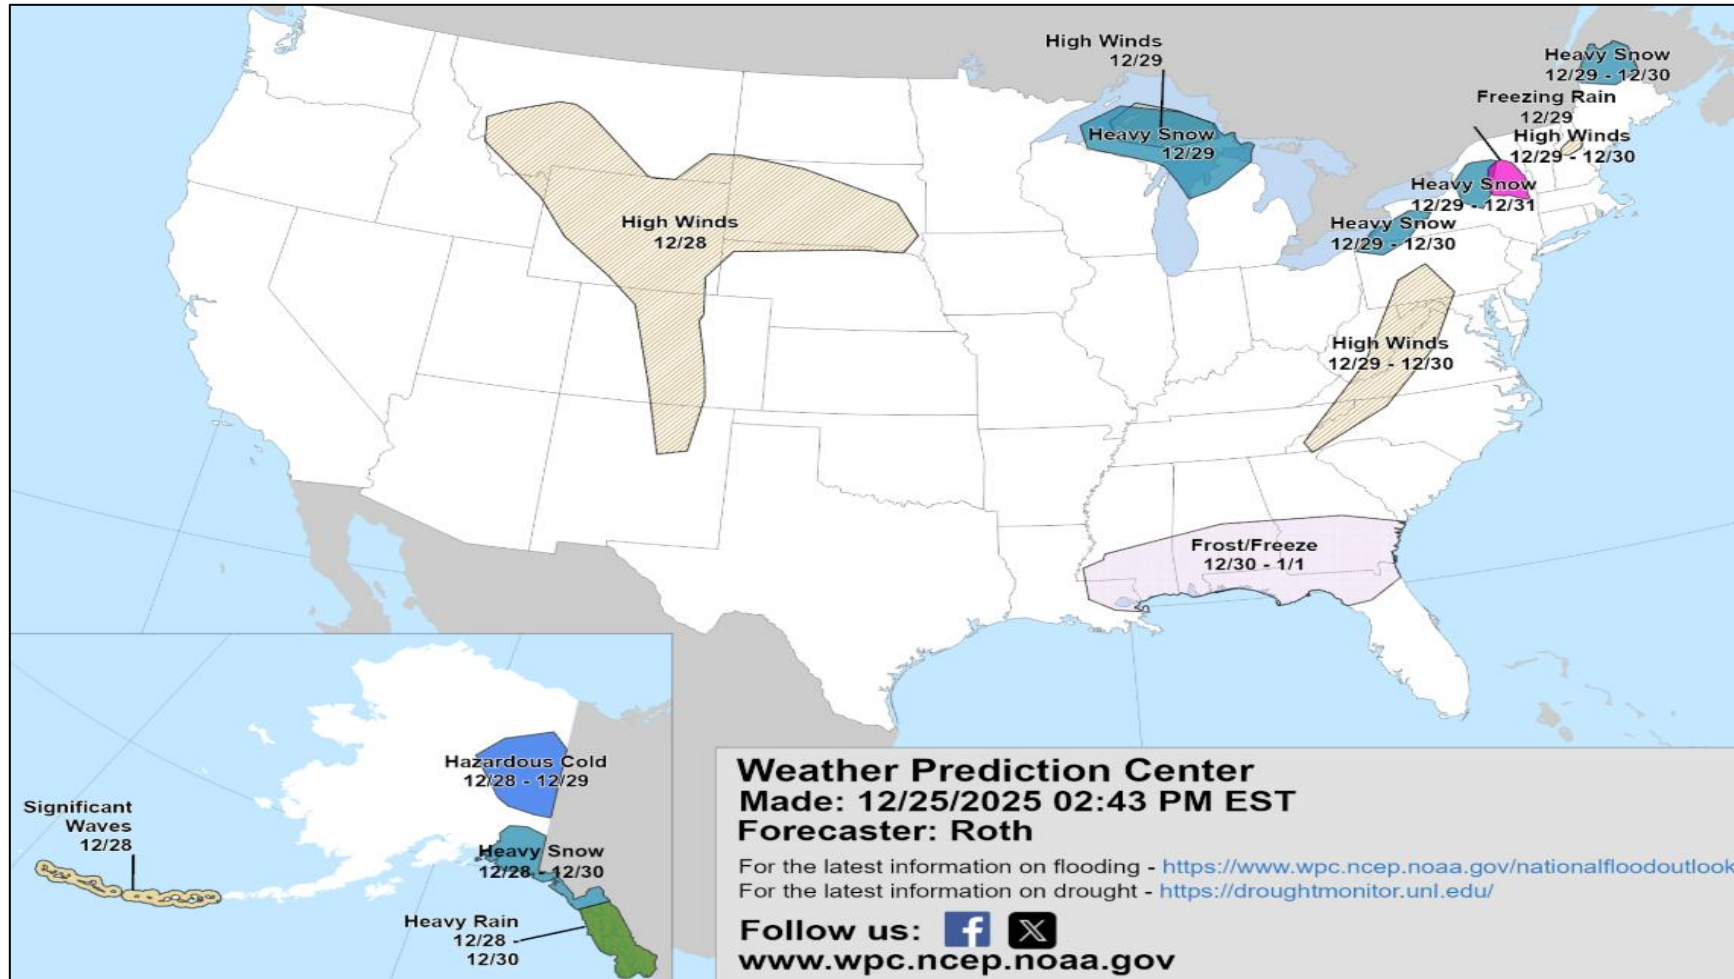 High Winds
12/29
Heavy Snow
12/29 - 12/30
Freezing Rain
12/29
High Winds
12/29 - 12/30
Heavy Snow
12/29
Heavy Snow
12/29 - 12/31
Heavy Snow
12/29 - 12/30
High Winds
12/28
High Winds
12/29 - 12/30
Frost/Freeze
12/30 - 1/1
Hazardous Cold
12/28 - 12/29
Significant
Waves
12/28
Heavy Snow
12/28 - 12/30
Heavy Rain
12/28 -
12/30
Weather Prediction Center
Made: 12/25/2025 02:43 PM EST
Forecaster: Roth
For the latest information on flooding - https://www.wpc.ncep.noaa.gov/nationalfloodoutlook
For the latest information on drought - https://droughtmonitor.unl.edu/
Follow us:
www.wpc.ncep.noaa.gov